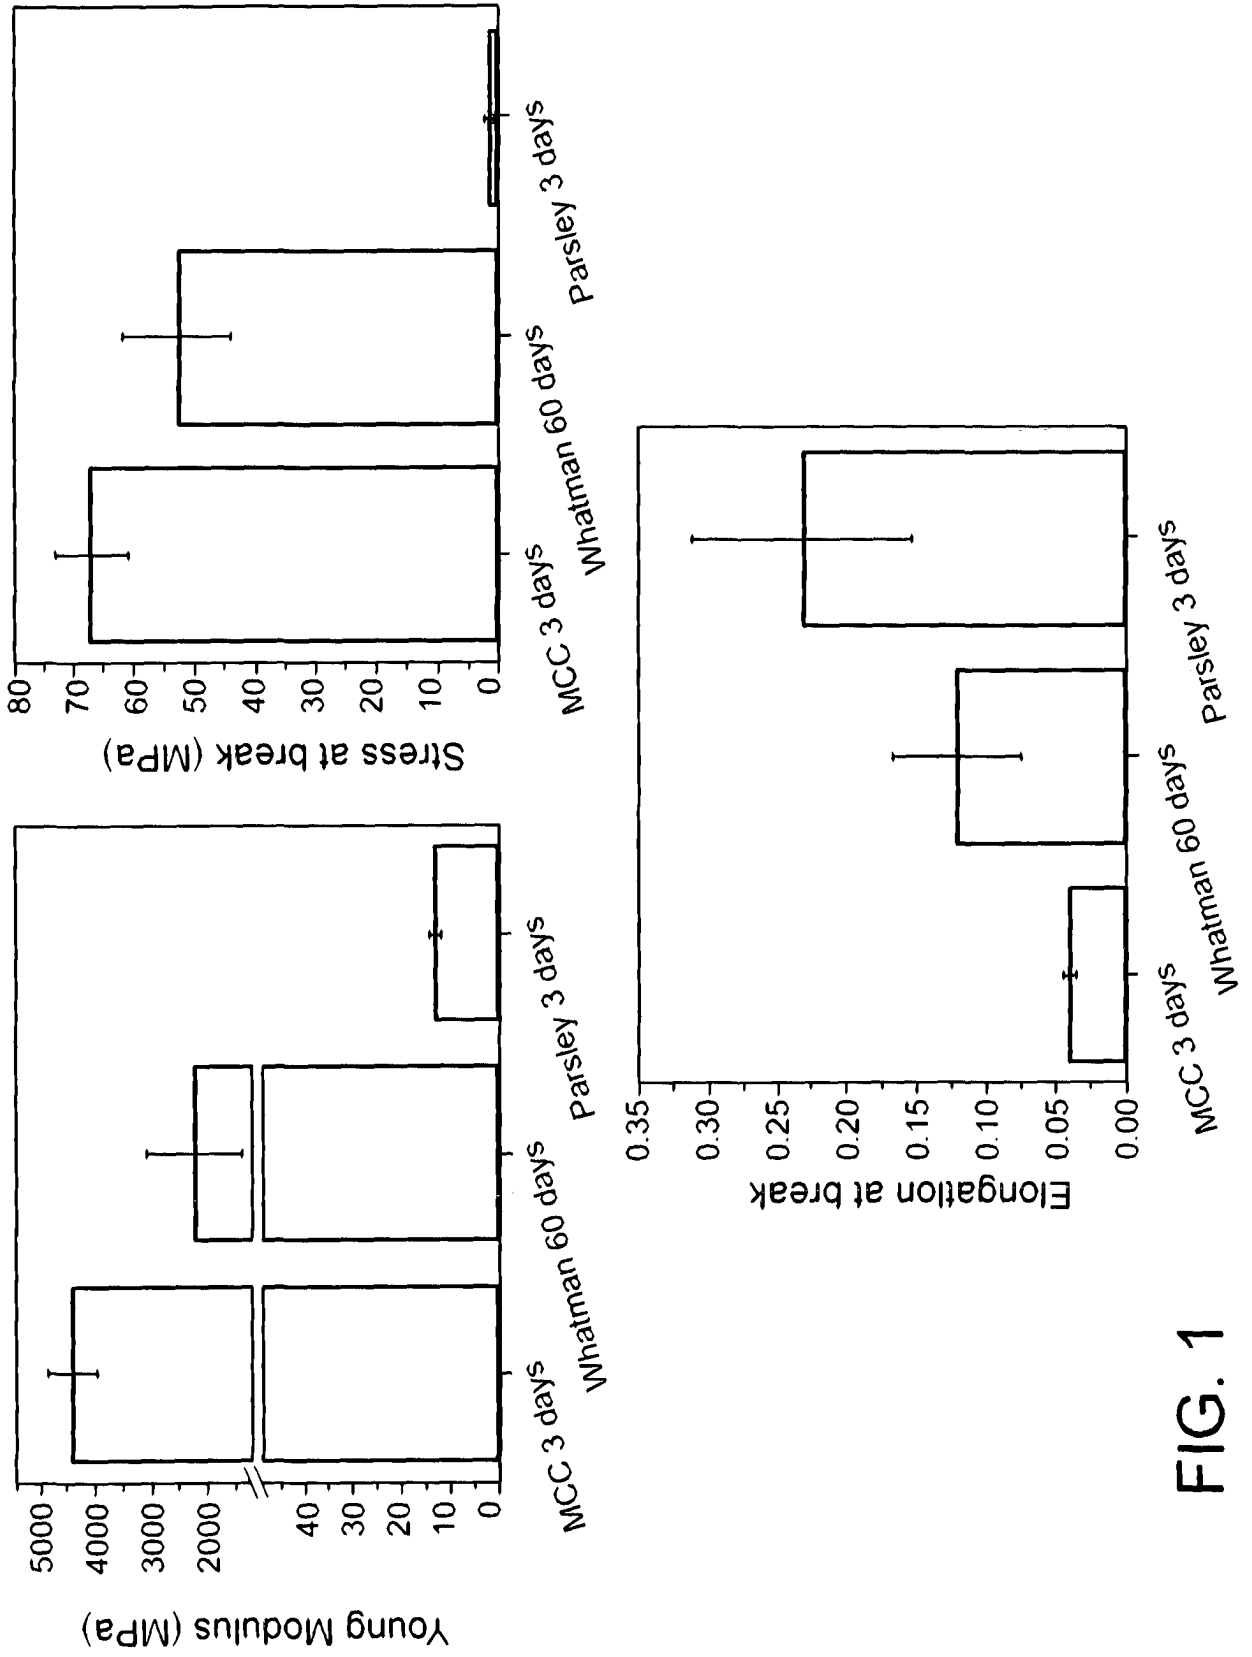 Young Modulus (MPa)
5000
4000
3000
2000
40
30
20
10
0
MCC 3 days
Whatman 60 days
Parsley 3 days
Stress at break (MPa)
80
70
60
50
40
30
20
10
0
MCC 3 days
Whatman 60 days
Parsley 3 days
Elongation at break
0.35
0.30
0.25
0.20
0.15
0.10
0.05
0.00
MCC 3 days
Whatman 60 days
Parsley 3 days
FIG. 1